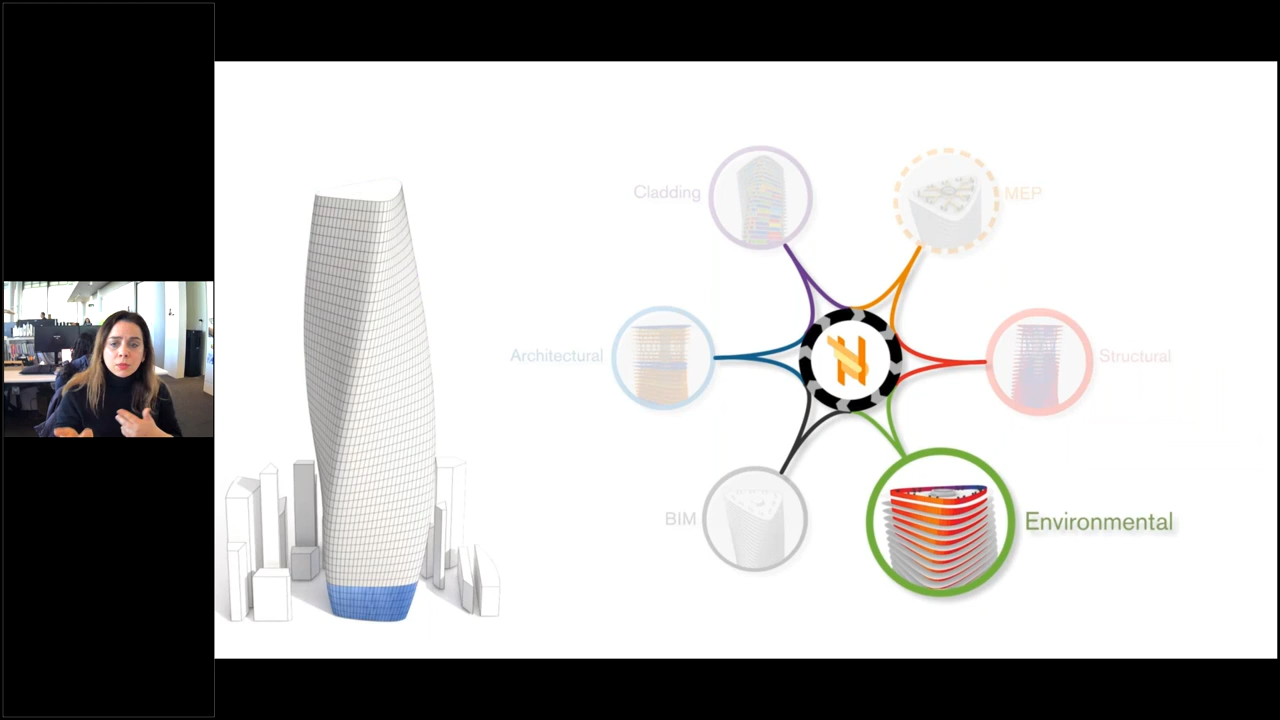 Cladding
MEP
Architectural
Structural
BIM
Environmental